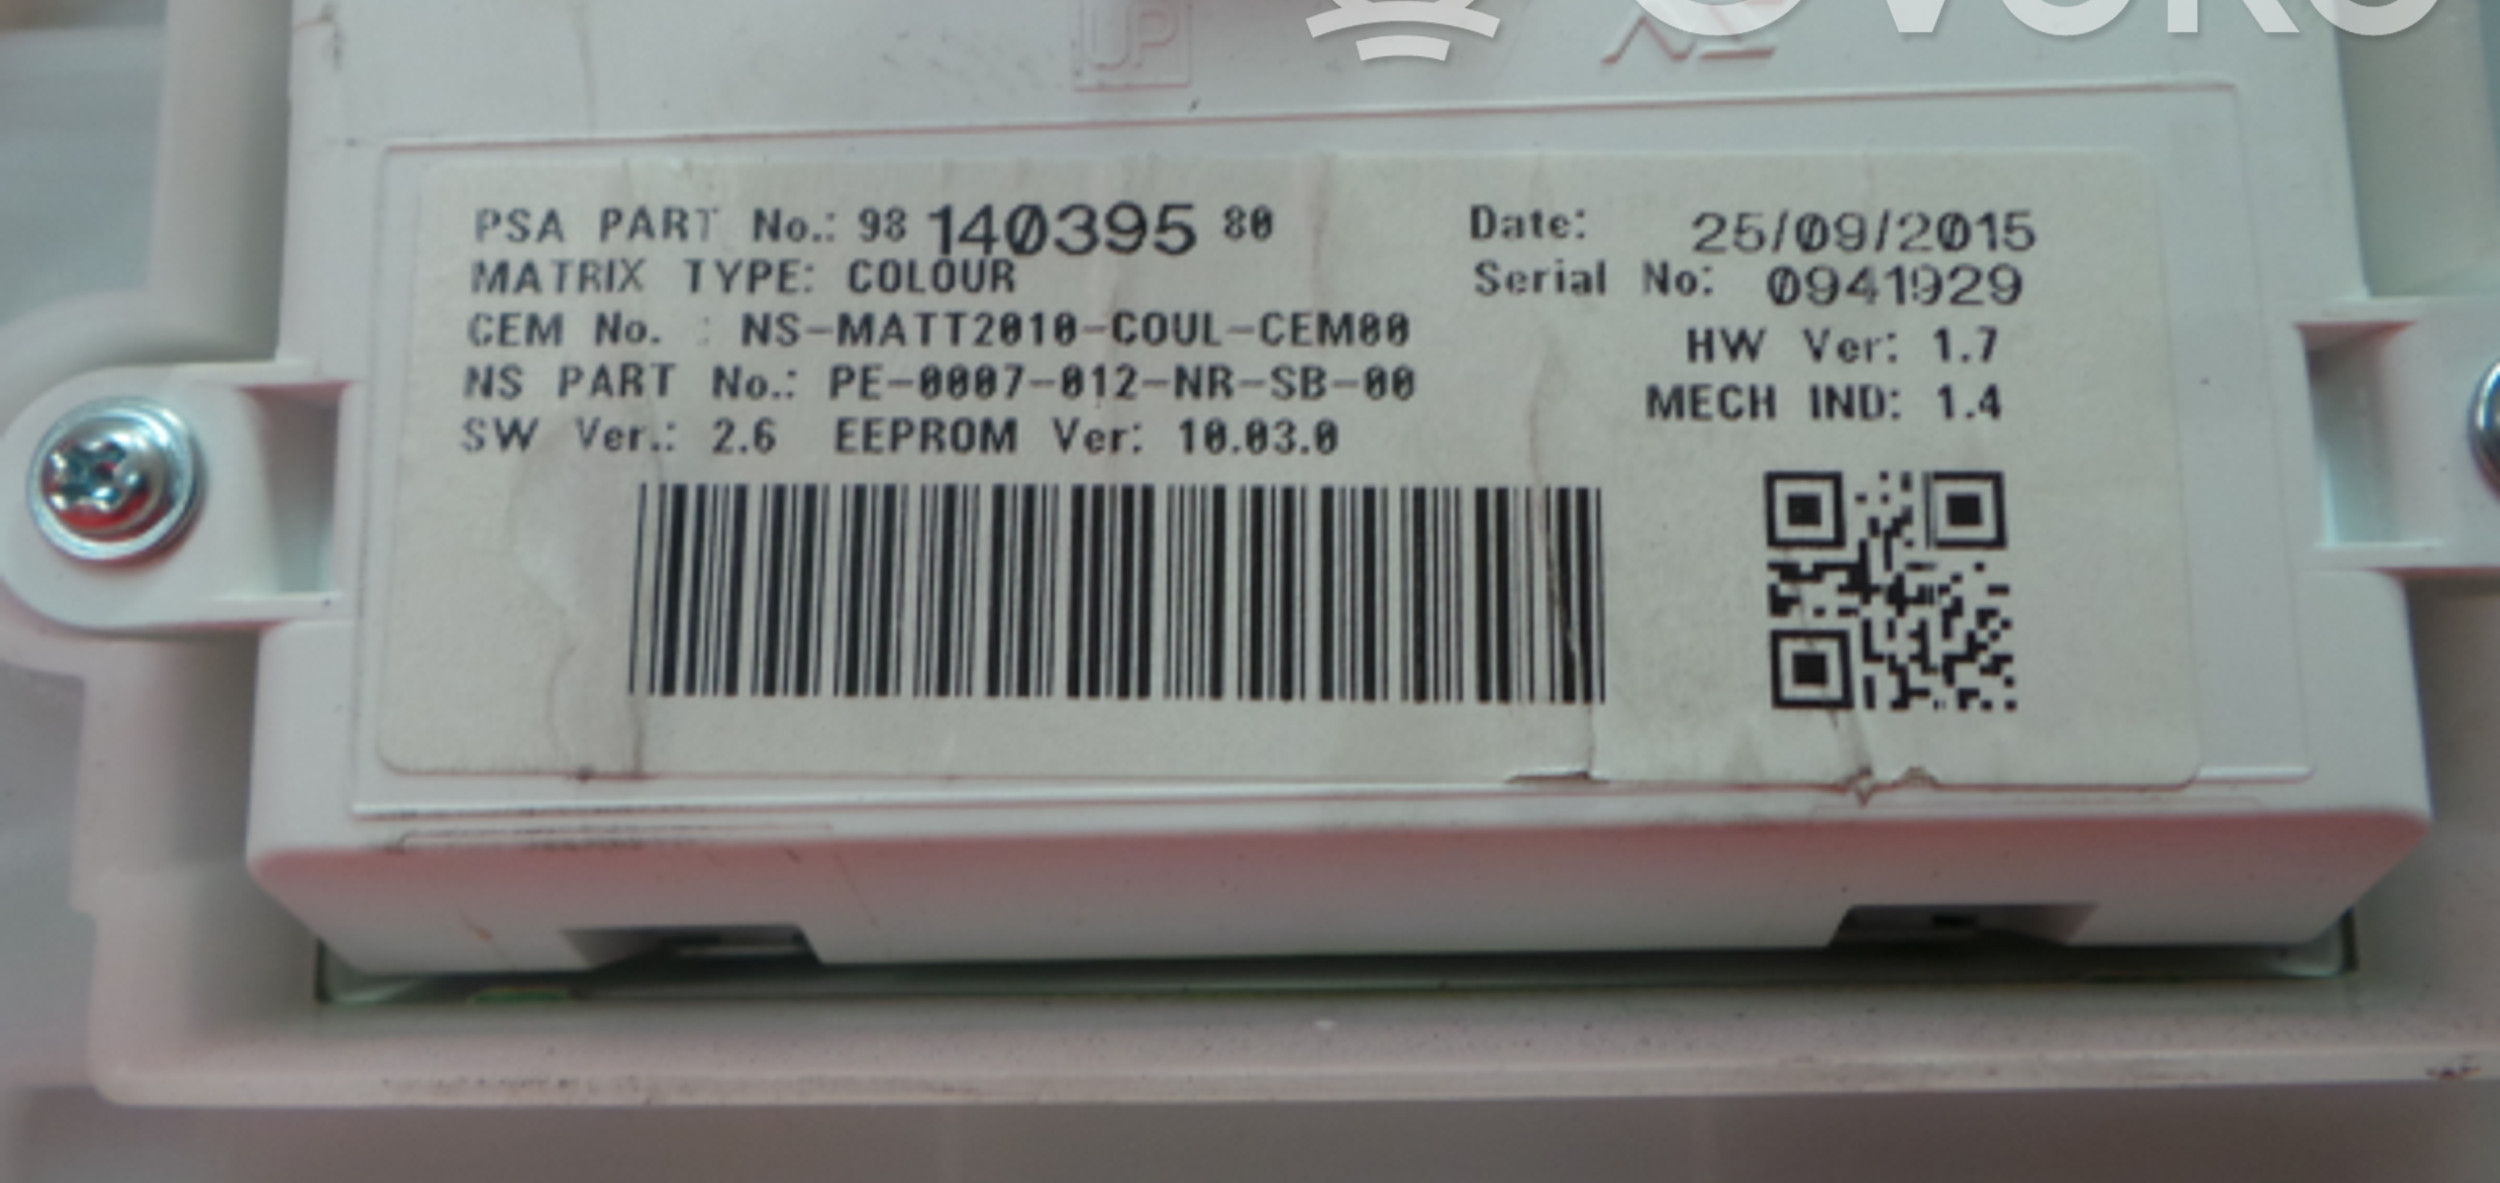 UP
PSA PART No.: 98 140395 80
Date: 25/09/2015
MATRIX TYPE: COLOUR
Serial No: 0941929
CEM No. : NS-MATT2010-COUL-CEM00
HW Ver: 1.7
NS PART No.: PE-0007-012-NR-SB-00
MECH IND: 1.4
SW Ver.: 2.6 EEPROM Ver: 10.03.0